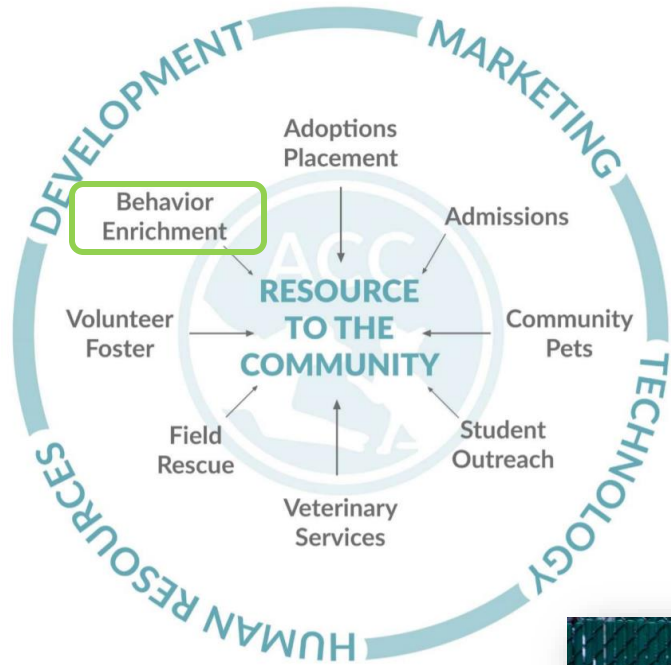 DEVELOPMENT
MARKETING
TECHNOLOGY
HUMAN RESOURCES
Adoptions
Placement
Behavior
Enrichment
Admissions
ACC
RESOURCE
TO THE
COMMUNITY
Volunteer
Foster
Community
Pets
Field
Rescue
Student
Outreach
Veterinary
Services